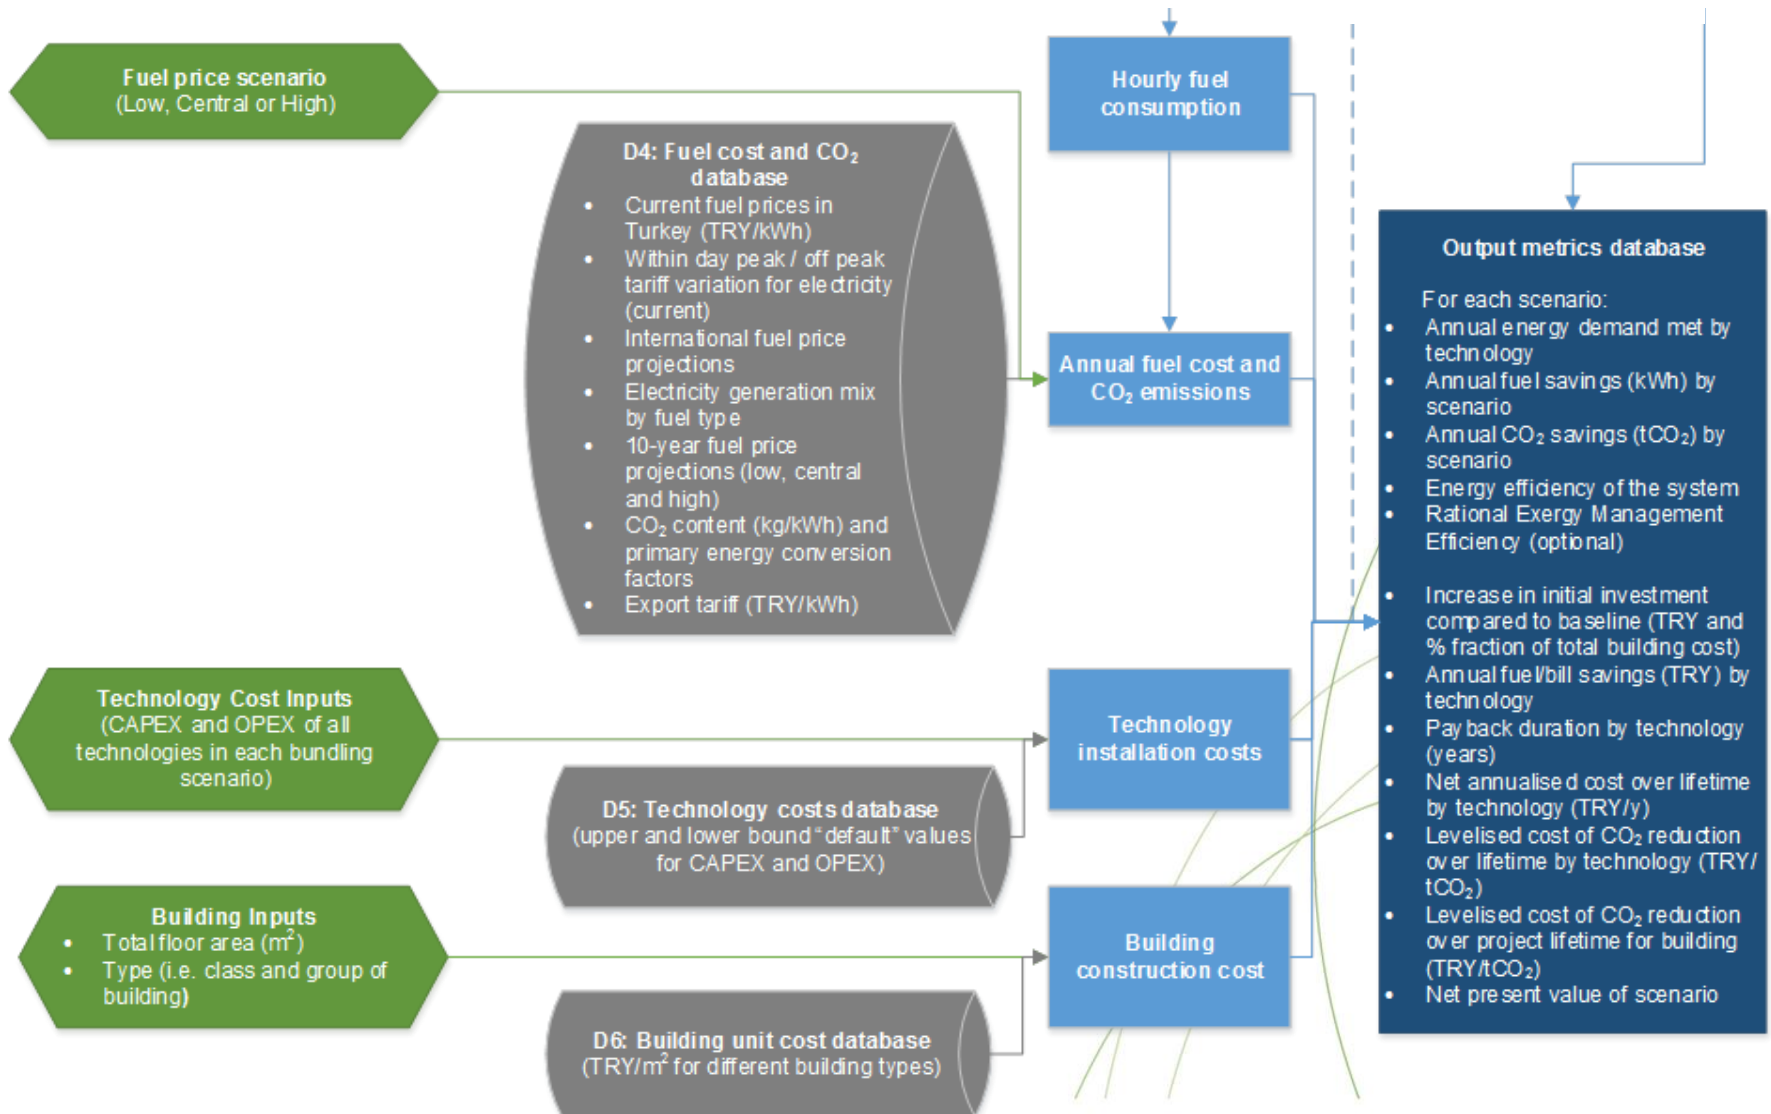 Fuel price scenario
(Low, Central or High)
Hourly fuel
consumption
D4: Fuel cost and CO₂
database
• Current fuel prices in
Turkey (TRY/kWh)
• Within day peak / off peak
tariff variation for electricity
(current)
• International fuel price
projections
• Electricity generation mix
by fuel type
• 10-year fuel price
projections (low, central
and high)
• CO₂ content (kg/kWh) and
primary energy conversion
factors
• Export tariff (TRY/kWh)
Annual fuel cost and
CO₂ emissions
Technology Cost Inputs
(CAPEX and OPEX of all
technologies in each bundling
scenario)
D5: Technology costs database
(upper and lower bound “default” values
for CAPEX and OPEX)
Technology
installation costs
Building Inputs
• Total floor area (m²)
• Type (i.e. class and group of
building)
D6: Building unit cost database
(TRY/m² for different building types)
Building
construction cost
Output metrics database
For each scenario:
• Annual energy demand met by
technology
• Annual fuel savings (kWh) by
scenario
• Annual CO₂ savings (tCO₂) by
scenario
• Energy efficiency of the system
• Rational Exergy Management
Efficiency (optional)
• Increase in initial investment
compared to baseline (TRY and
% fraction of total building cost)
• Annual fuel/bill savings (TRY) by
technology
• Payback duration by technology
(years)
• Net annualised cost over lifetime
by technology (TRY/y)
• Levelised cost of CO₂ reduction
over lifetime by technology (TRY/
tCO₂)
• Levelised cost of CO₂ reduction
over project lifetime for building
(TRY/tCO₂)
• Net present value of scenario